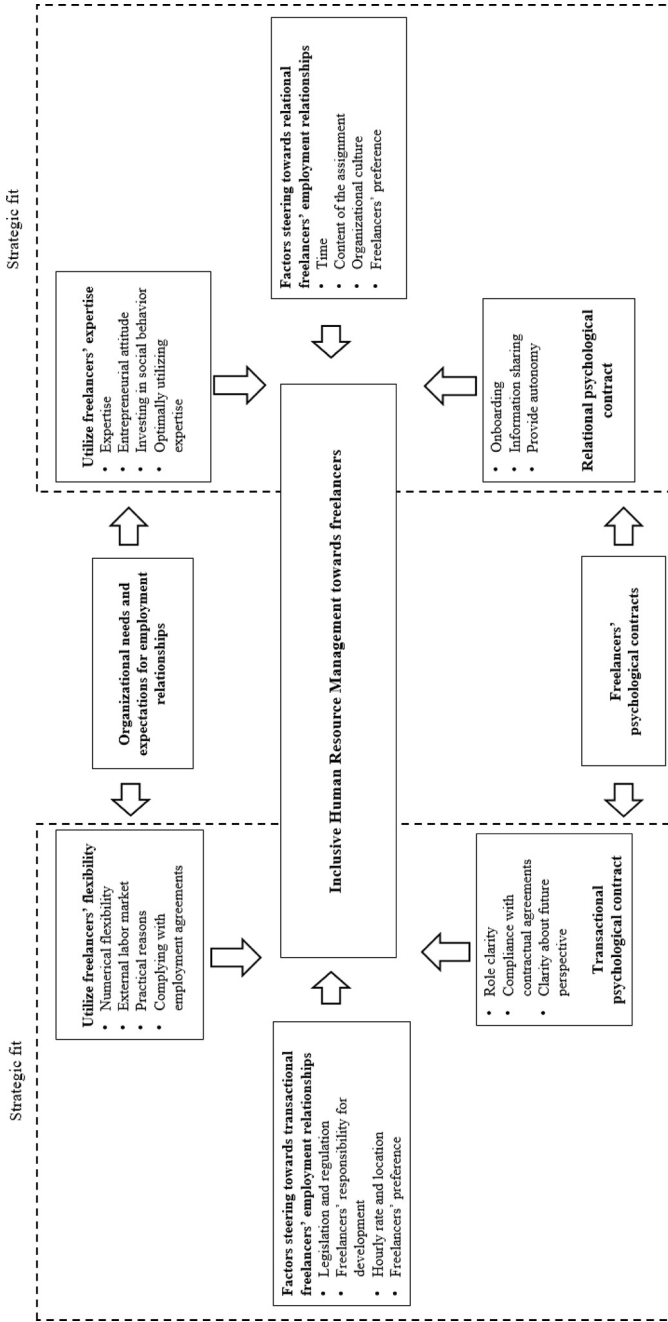 Strategic fit
Strategic fit
Utilize freelancers’ flexibility
• Numerical flexibility
• External labor market
• Practical reasons
• Complying with
employment agreements
Organizational needs and
expectations for employment
relationships
Utilize freelancers’ expertise
• Expertise
• Entrepreneurial attitude
• Investing in social behavior
• Optimally utilizing
expertise
Factors steering towards transactional
freelancers’ employment relationships
• Legislation and regulation
• Freelancers’ responsibility for
development
• Hourly rate and location
• Freelancers’ preference
Inclusive Human Resource Management towards freelancers
Factors steering towards relational
freelancers’ employment relationships
• Time
• Content of the assignment
• Organizational culture
• Freelancers’ preference
• Role clarity
• Compliance with
contractual agreements
• Clarity about future
perspective
Transactional
psychological contract
Freelancers’
psychological contracts
• Onboarding
• Information sharing
• Provide autonomy
Relational psychological
contract